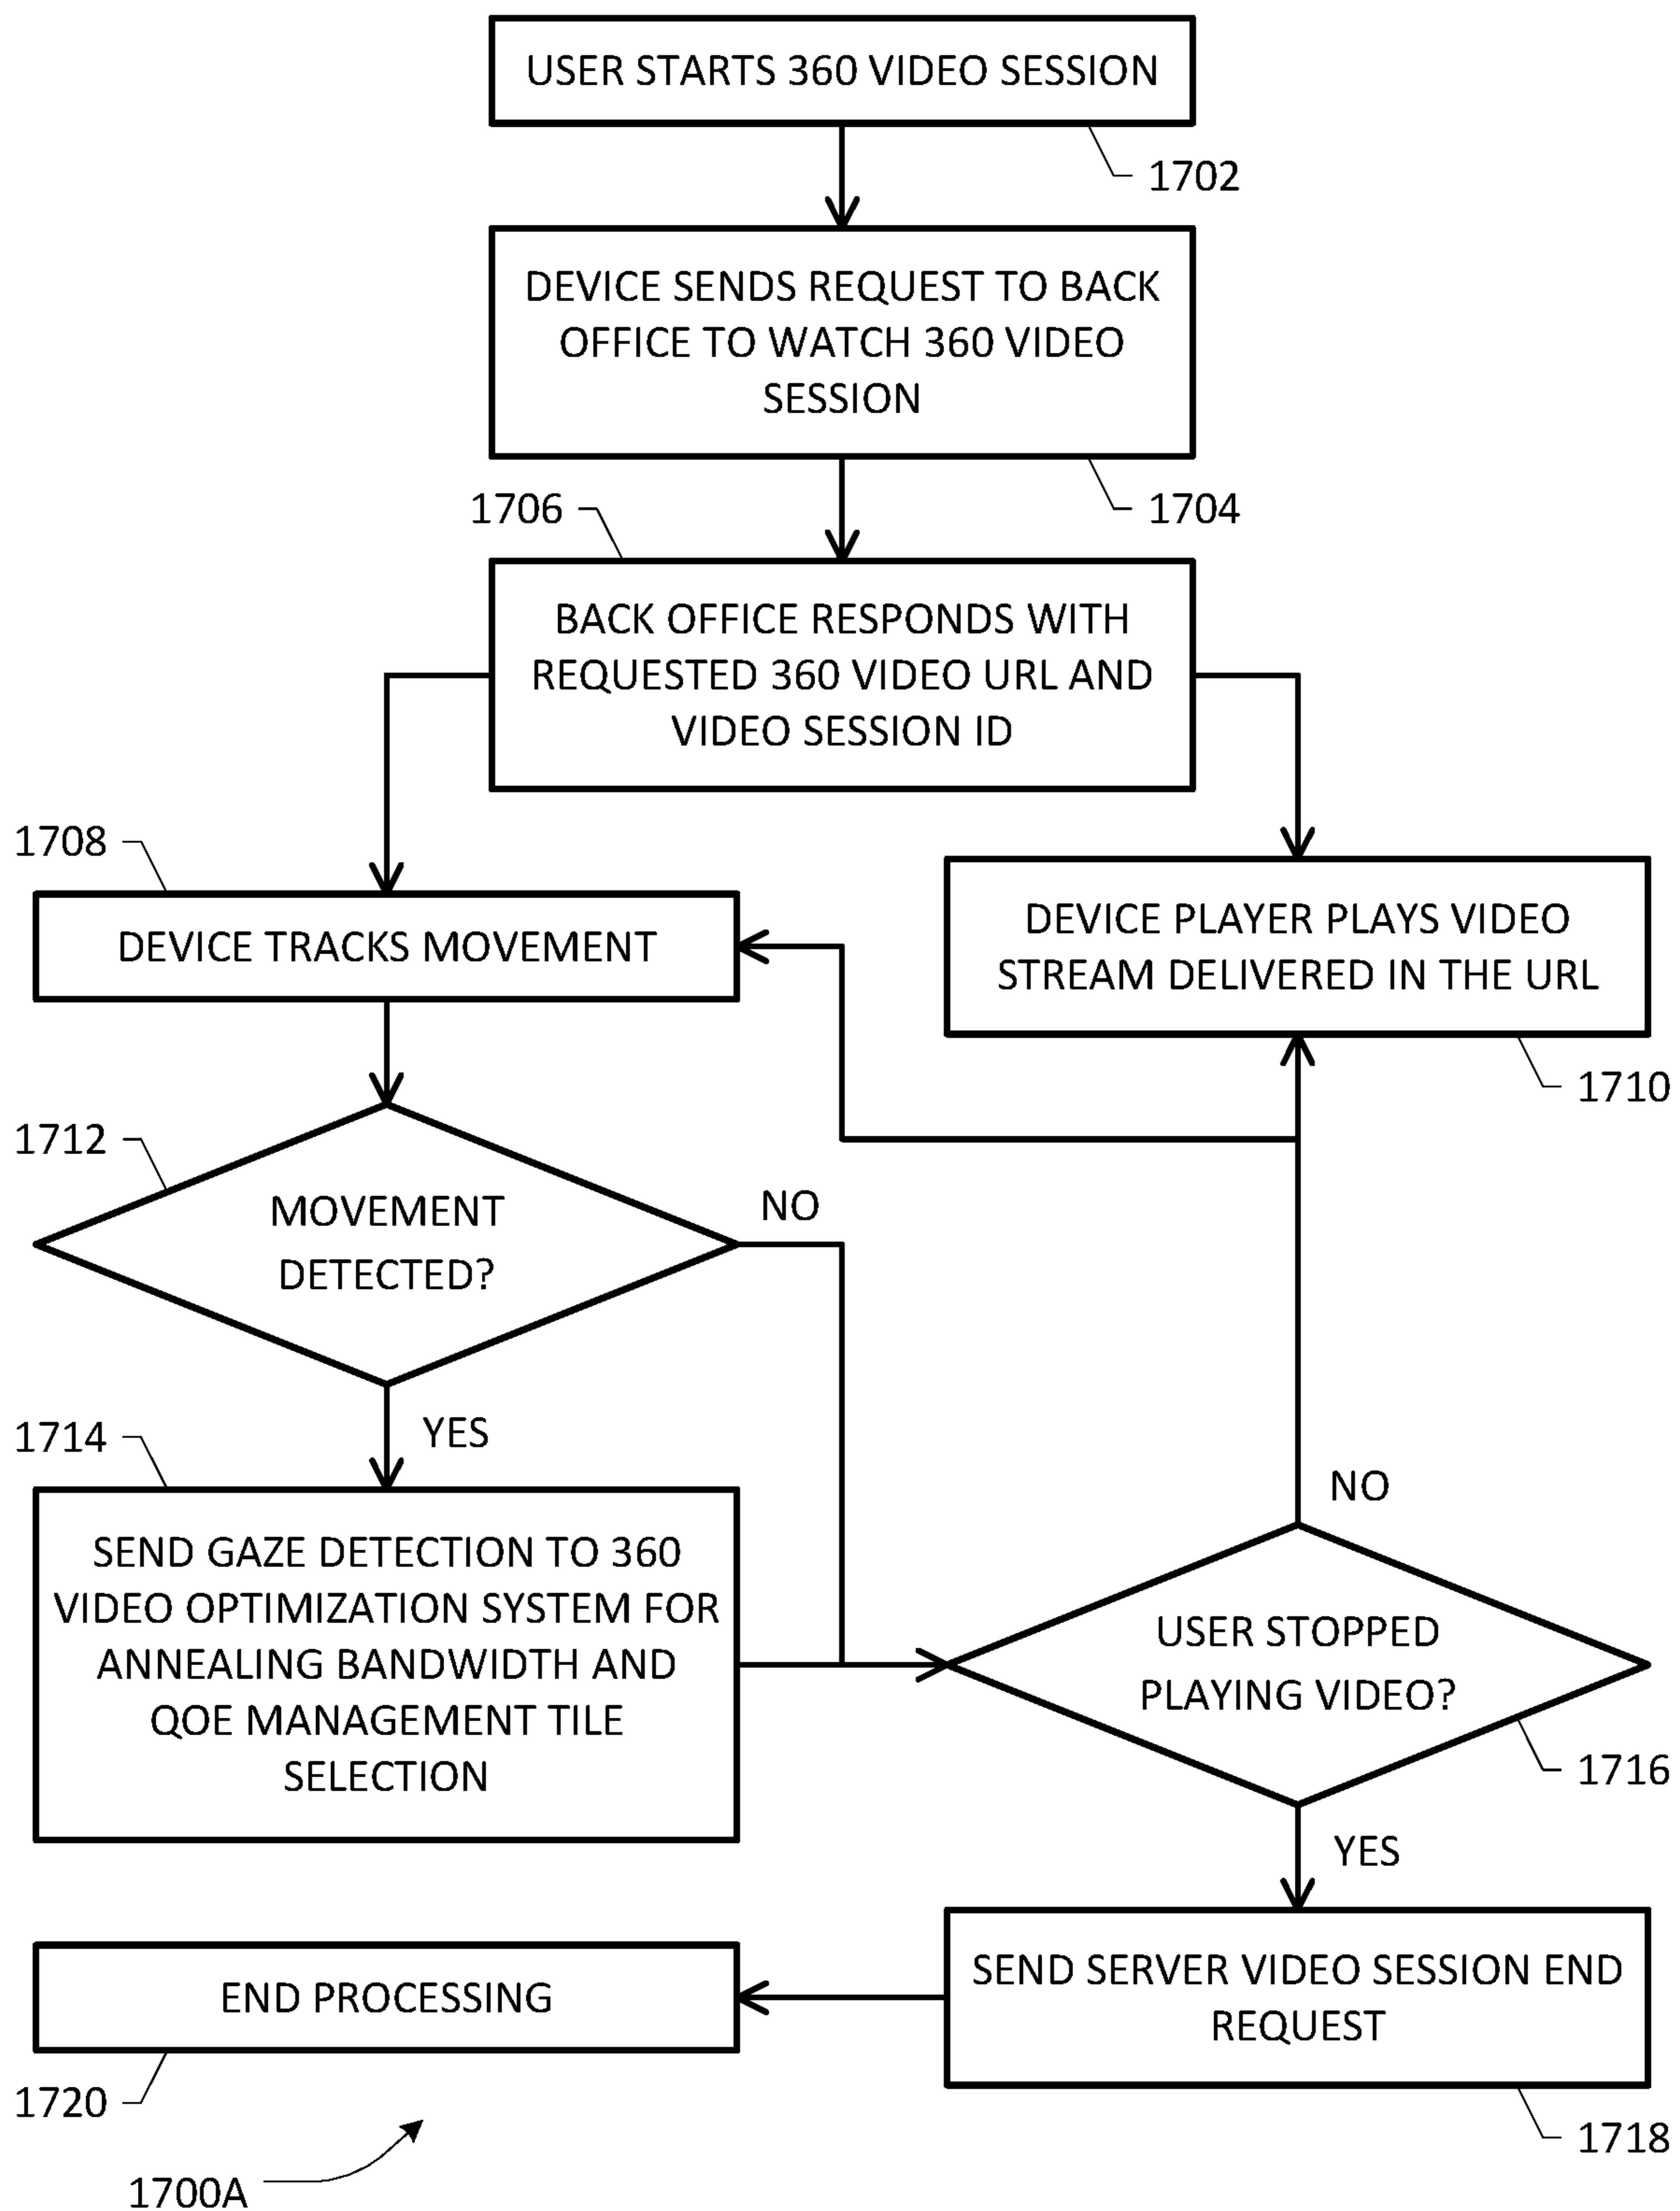 USER STARTS 360 VIDEO SESSION
1702
DEVICE SENDS REQUEST TO BACK
OFFICE TO WATCH 360 VIDEO
SESSION
1704
1706
BACK OFFICE RESPONDS WITH
REQUESTED 360 VIDEO URL AND
VIDEO SESSION ID
1708
DEVICE TRACKS MOVEMENT
DEVICE PLAYER PLAYS VIDEO
STREAM DELIVERED IN THE URL
1710
1712
MOVEMENT
DETECTED?
NO
YES
1714
SEND GAZE DETECTION TO 360
VIDEO OPTIMIZATION SYSTEM FOR
ANNEALING BANDWIDTH AND
QOE MANAGEMENT TILE
SELECTION
NO
USER STOPPED
PLAYING VIDEO?
1716
YES
SEND SERVER VIDEO SESSION END
REQUEST
1718
END PROCESSING
1720
1700A